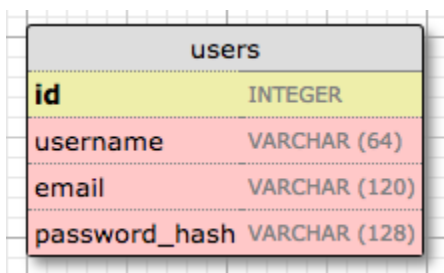 users
id INTEGER
username VARCHAR (64)
email VARCHAR (120)
password_hash VARCHAR (128)